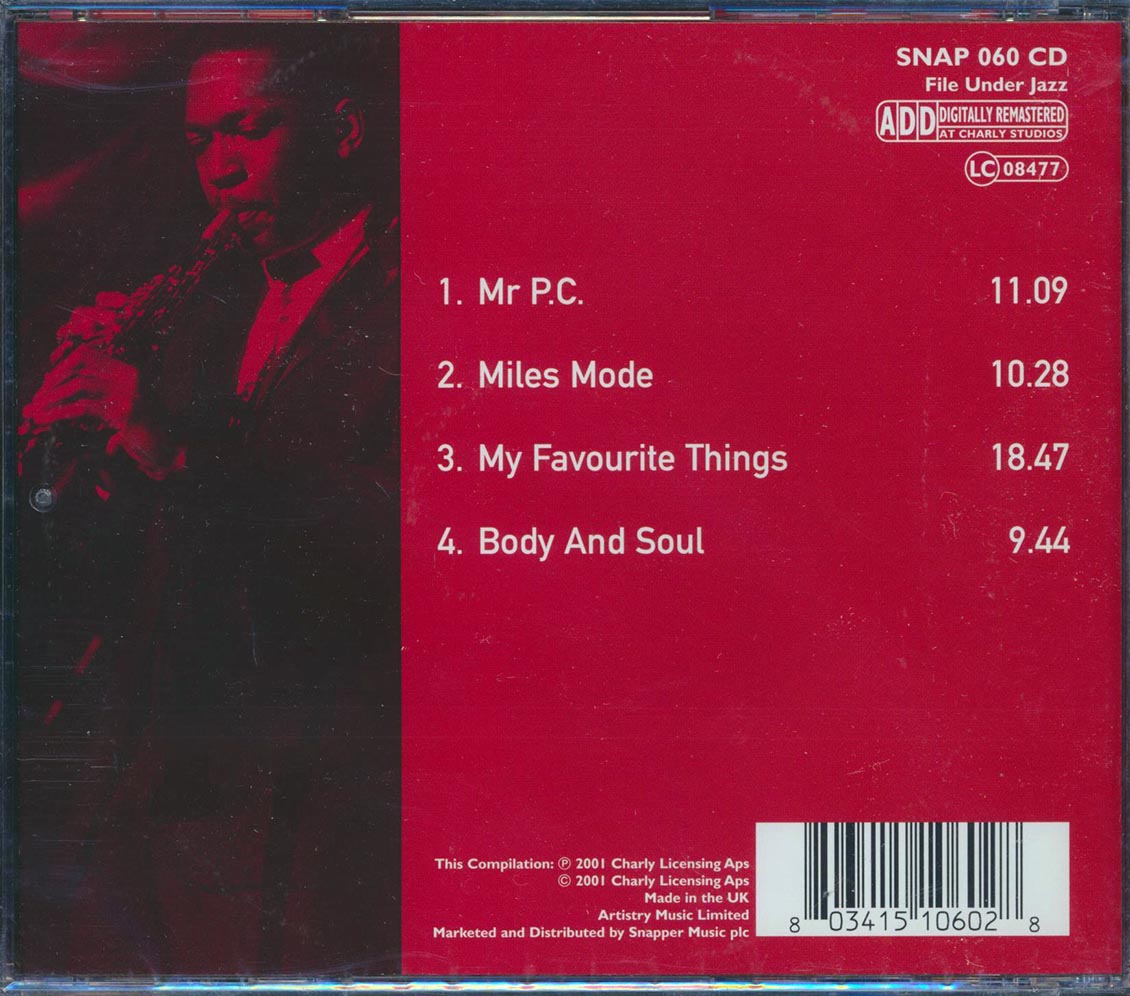 SNAP 060 CD
File Under Jazz
ADD DIGITALLY REMASTERED
AT CHARLY STUDIOS
LC 08477
1. Mr P.C. 11.09
2. Miles Mode 10.28
3. My Favourite Things 18.47
4. Body And Soul 9.44
This Compilation: ℗ 2001 Charly Licensing Aps
© 2001 Charly Licensing Aps
Made in the UK
Artistry Music Limited
Marketed and Distributed by Snapper Music plc
8 03415 10602 8